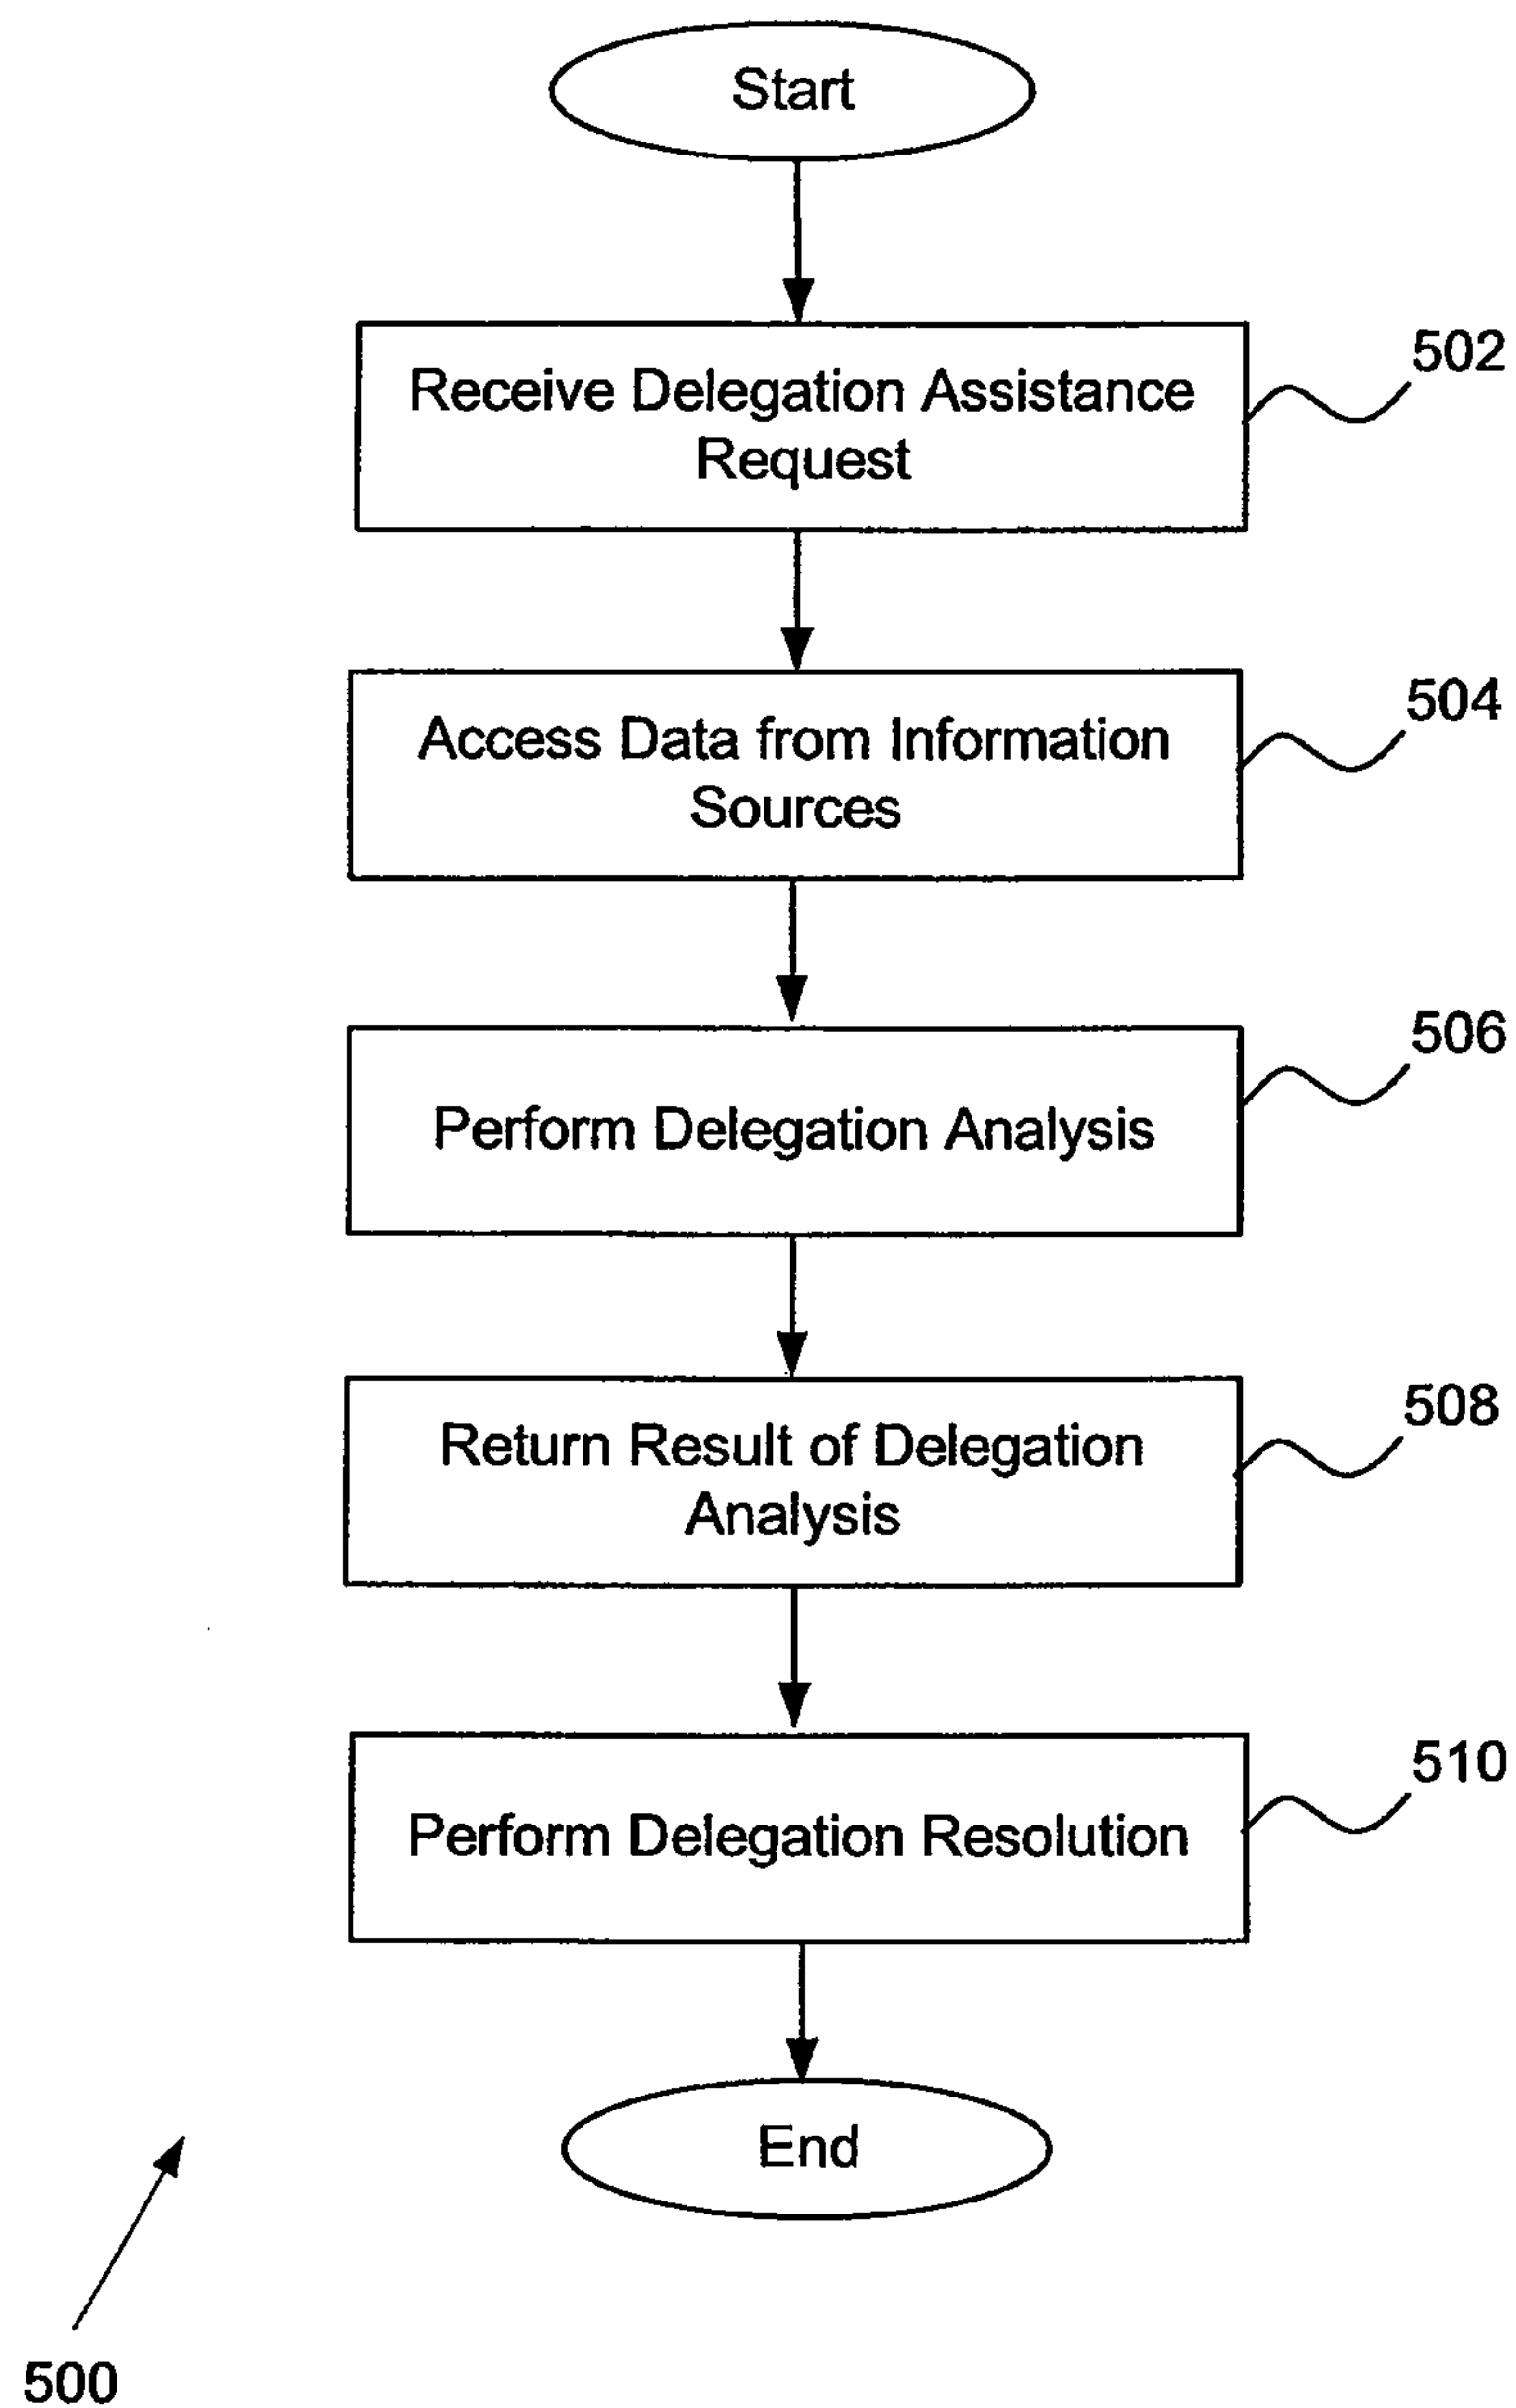 Start
Receive Delegation Assistance
Request
502
Access Data from Information
Sources
504
Perform Delegation Analysis
506
Return Result of Delegation
Analysis
508
Perform Delegation Resolution
510
End
500